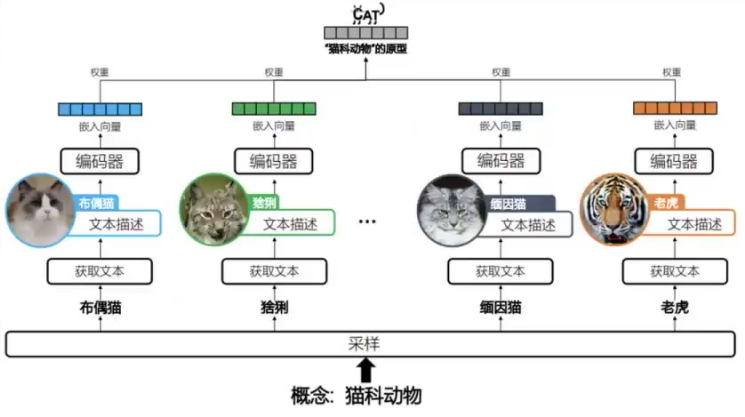 CAT
“猫科动物”的原型
权重 权重 权重 权重
嵌入向量 嵌入向量 嵌入向量 嵌入向量
编码器 编码器 编码器 编码器
布偶猫 猞猁 缅因猫 老虎
文本描述 文本描述 … 文本描述 文本描述
获取文本 获取文本 获取文本 获取文本
布偶猫 猞猁 缅因猫 老虎
采样
概念: 猫科动物